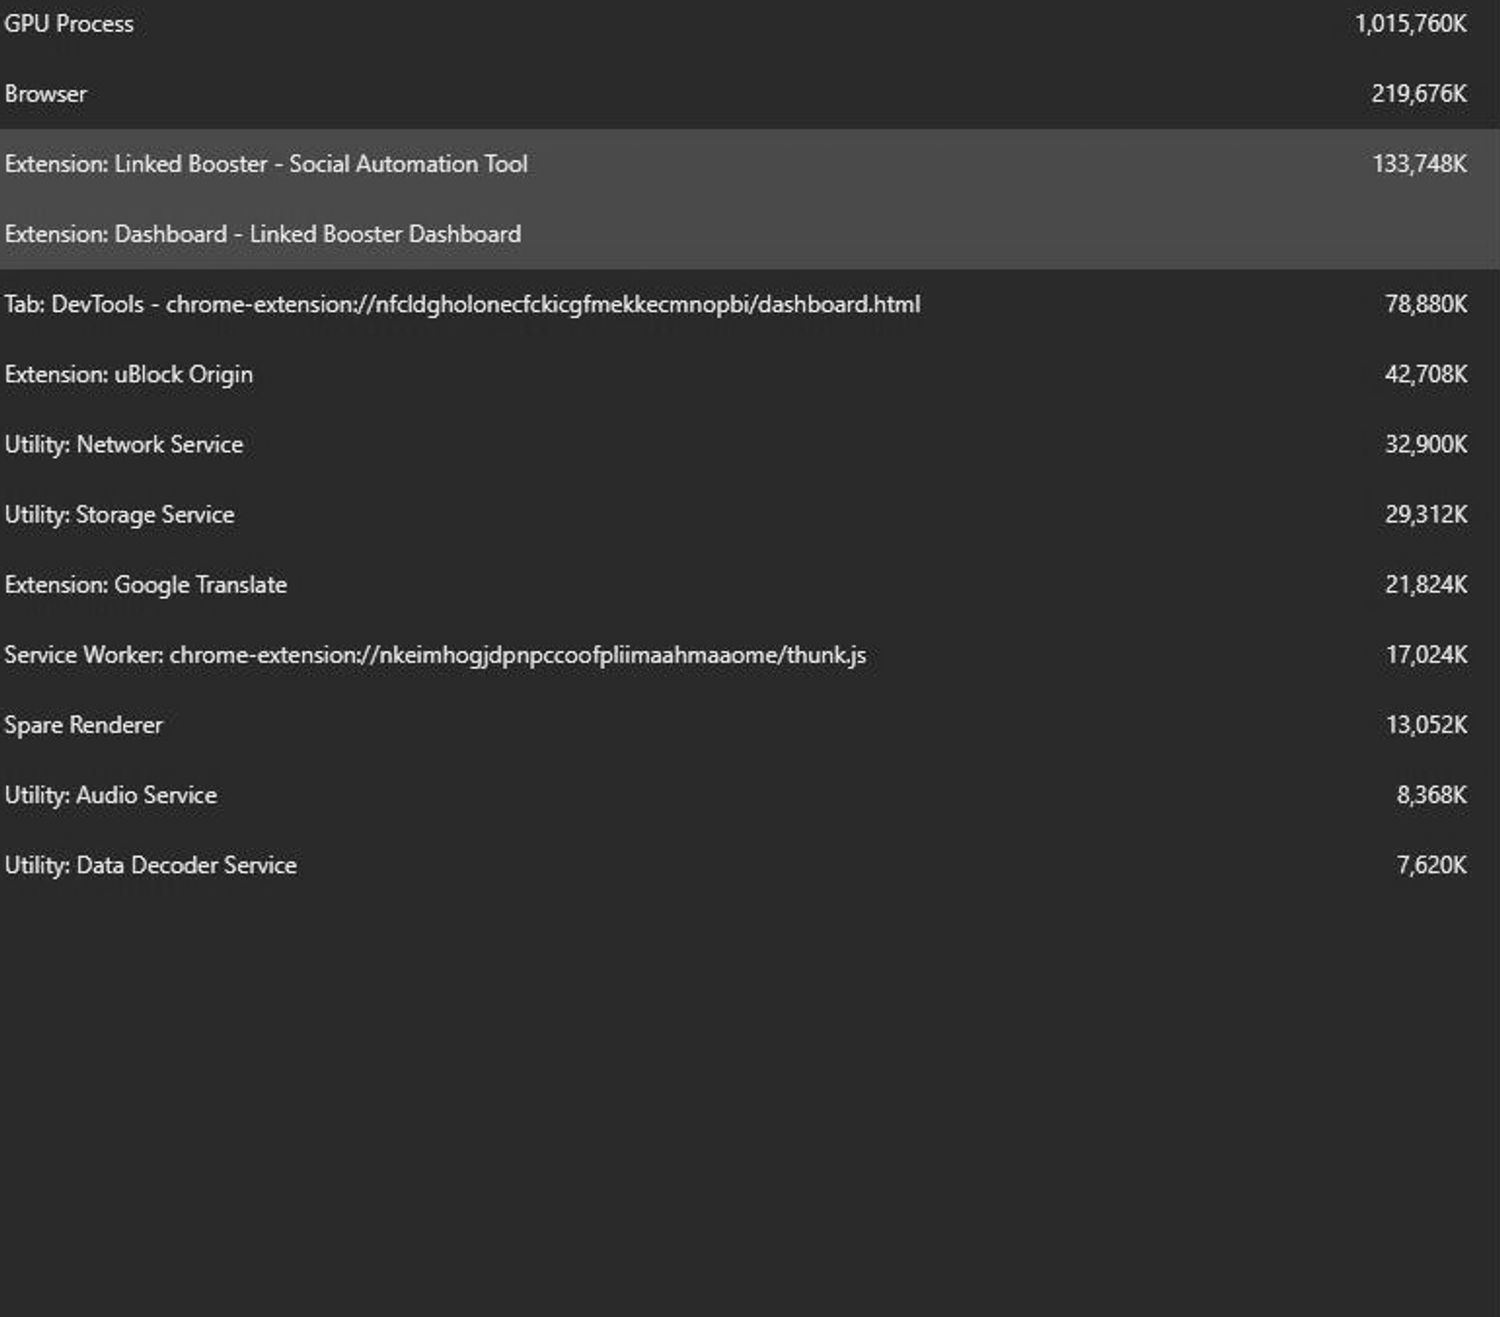 GPU Process 1,015,760K
Browser 219,676K
Extension: Linked Booster - Social Automation Tool 133,748K
Extension: Dashboard - Linked Booster Dashboard
Tab: DevTools - chrome-extension://nfcldgholonecfckicgfmekkecmnopbi/dashboard.html 78,880K
Extension: uBlock Origin 42,708K
Utility: Network Service 32,900K
Utility: Storage Service 29,312K
Extension: Google Translate 21,824K
Service Worker: chrome-extension://nkeimhogjdpnpccoofpliimaahmaaome/thunk.js 17,024K
Spare Renderer 13,052K
Utility: Audio Service 8,368K
Utility: Data Decoder Service 7,620K